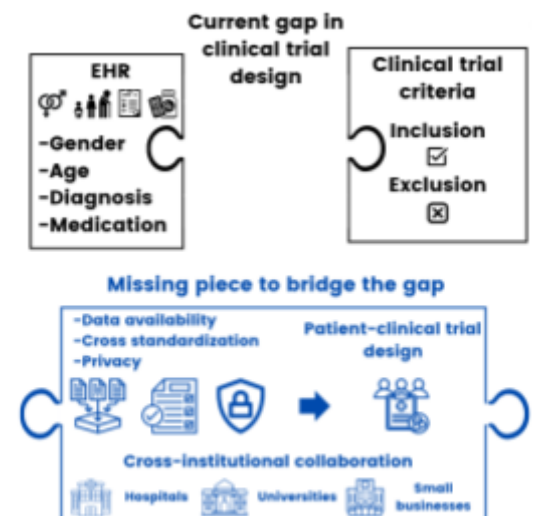 Current gap in
clinical trial
design
EHR
-Gender
-Age
-Diagnosis
-Medication
Clinical trial
criteria
Inclusion
Exclusion
Missing piece to bridge the gap
-Data availability
-Cross standardization
-Privacy
Patient-clinical trial
design
Cross-institutional collaboration
Hospitals
Universities
Small
businesses